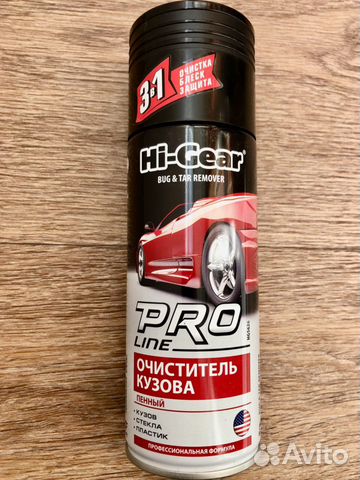 3в1
ОЧИСТКА
БЛЕСК
ЗАЩИТА
Hi-Gear®
BUG & TAR REMOVER
PRO
LINE
ОЧИСТИТЕЛЬ
КУЗОВА
ПЕННЫЙ
• КУЗОВ
• СТЕКЛА
• ПЛАСТИК
ПРОФЕССИОНАЛЬНАЯ ФОРМУЛА
Avito